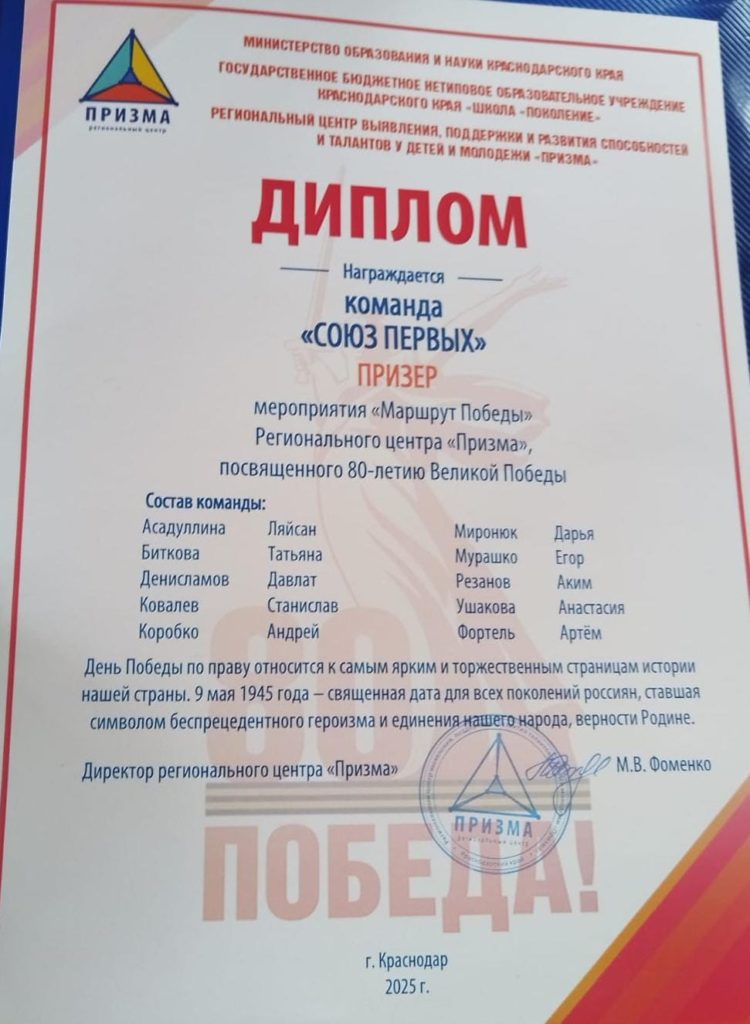 ПРИЗМА
региональный центр
МИНИСТЕРСТВО ОБРАЗОВАНИЯ И НАУКИ КРАСНОДАРСКОГО КРАЯ
ГОСУДАРСТВЕННОЕ БЮДЖЕТНОЕ НЕТИПОВОЕ ОБРАЗОВАТЕЛЬНОЕ УЧРЕЖДЕНИЕ
КРАСНОДАРСКОГО КРАЯ «ШКОЛА «ПОКОЛЕНИЕ»
РЕГИОНАЛЬНЫЙ ЦЕНТР ВЫЯВЛЕНИЯ, ПОДДЕРЖКИ И РАЗВИТИЯ СПОСОБНОСТЕЙ
И ТАЛАНТОВ У ДЕТЕЙ И МОЛОДЕЖИ «ПРИЗМА»
ДИПЛОМ
Награждается
команда
«СОЮЗ ПЕРВЫХ»
ПРИЗЕР
мероприятия «Маршрут Победы»
Регионального центра «Призма»,
посвященного 80-летию Великой Победы
Состав команды:
Асадуллина Ляйсан Миронюк Дарья
Биткова Татьяна Мурашко Егор
Денисламов Давлат Резанов Аким
Ковалев Станислав Ушакова Анастасия
Коробко Андрей Фортель Артём
День Победы по праву относится к самым ярким и торжественным страницам истории
нашей страны. 9 мая 1945 года – священная дата для всех поколений россиян, ставшая
символом беспрецедентного героизма и единения нашего народа, верности Родине.
Директор регионального центра «Призма» М.В. Фоменко
ПРИЗМА
региональный центр
80
ПОБЕДА!
г. Краснодар
2025 г.